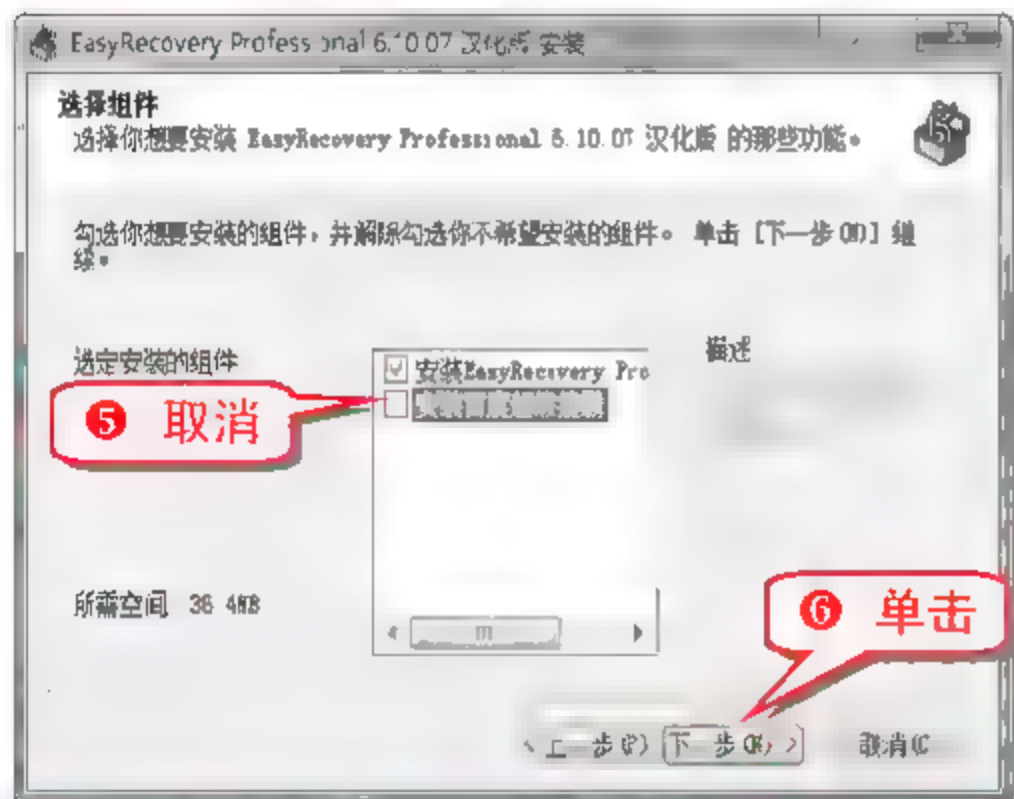 EasyRecovery Professional 6.10.07 汉化版 安装
选择组件
选择你想要安装 EasyRecovery Professional 6.10.07 汉化版 的那些功能。
勾选你想要安装的组件，并解除勾选你不希望安装的组件。 单击 [下一步(N)] 继
续。
选定安装的组件
安装EasyRecovery Pro
描述
❺ 取消
所需空间 36 4MB
❻ 单击
< 上一步(P) 下一步(N) > 取消(C